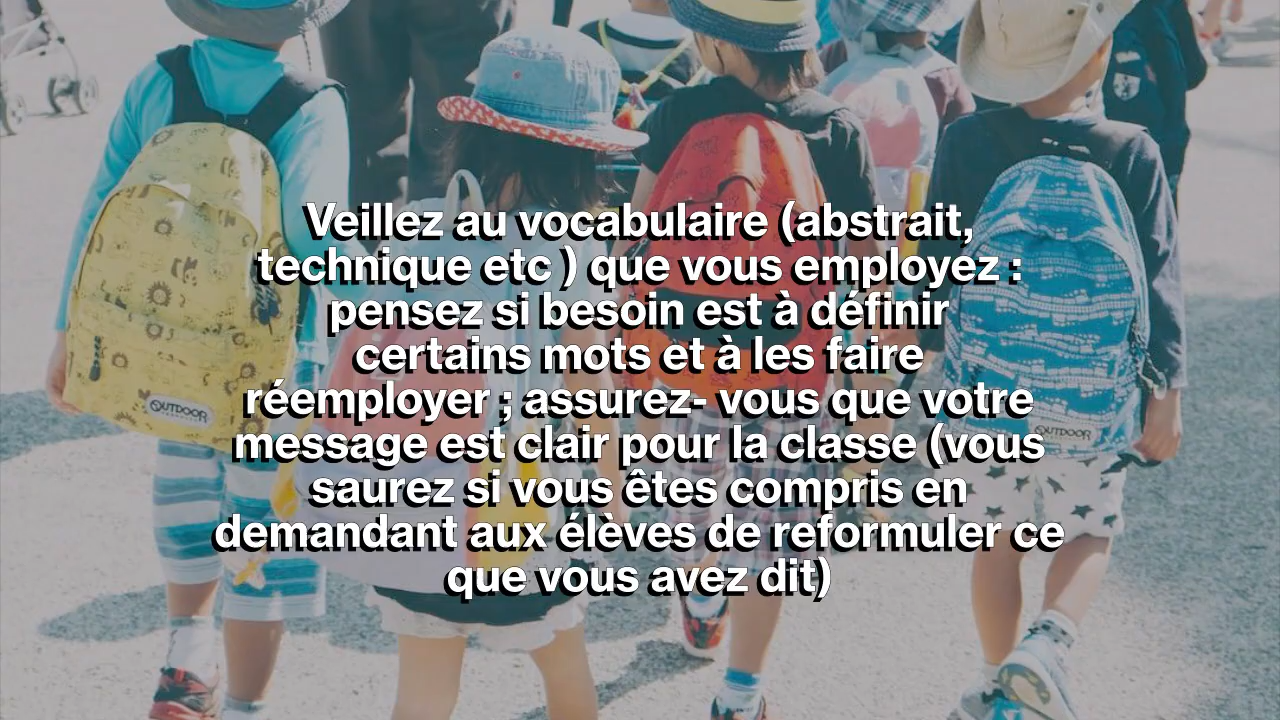 Veillez au vocabulaire (abstrait,
technique etc ) que vous employez :
pensez si besoin est à définir
certains mots et à les faire
réemployer ; assurez- vous que votre
message est clair pour la classe (vous
saurez si vous êtes compris en
demandant aux élèves de reformuler ce
que vous avez dit)
OUTDOOR
OUTDOOR